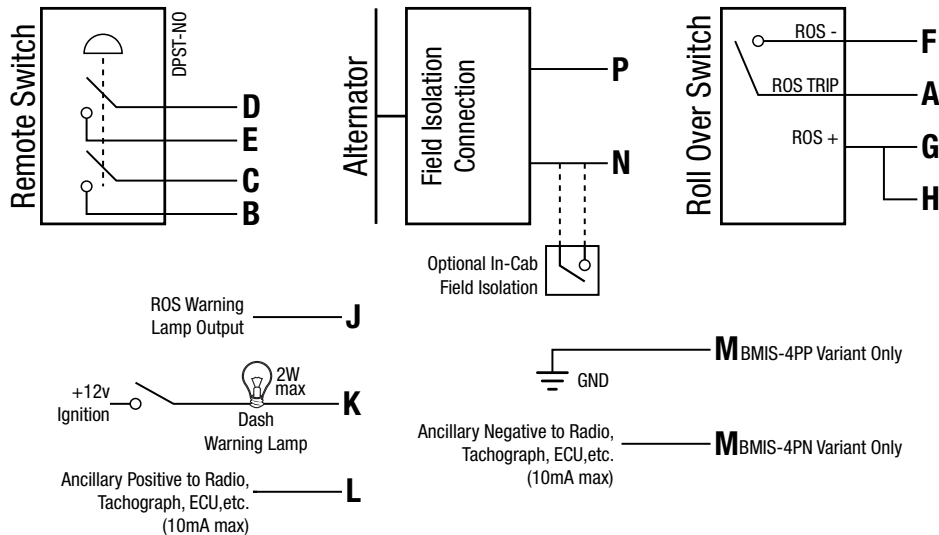 Remote Switch
DPST-NO
D
E
C
B
Alternator
Field Isolation
Connection
P
N
Optional In-Cab
Field Isolation
Roll Over Switch
ROS -
F
ROS TRIP
A
ROS +
G
H
ROS Warning
Lamp Output
J
+12v
Ignition
2W
max
K
Dash
Warning Lamp
Ancillary Positive to Radio,
Tachograph, ECU,etc.
(10mA max)
L
GND
M BMIS-4PP Variant Only
Ancillary Negative to Radio,
Tachograph, ECU,etc.
(10mA max)
M BMIS-4PN Variant Only